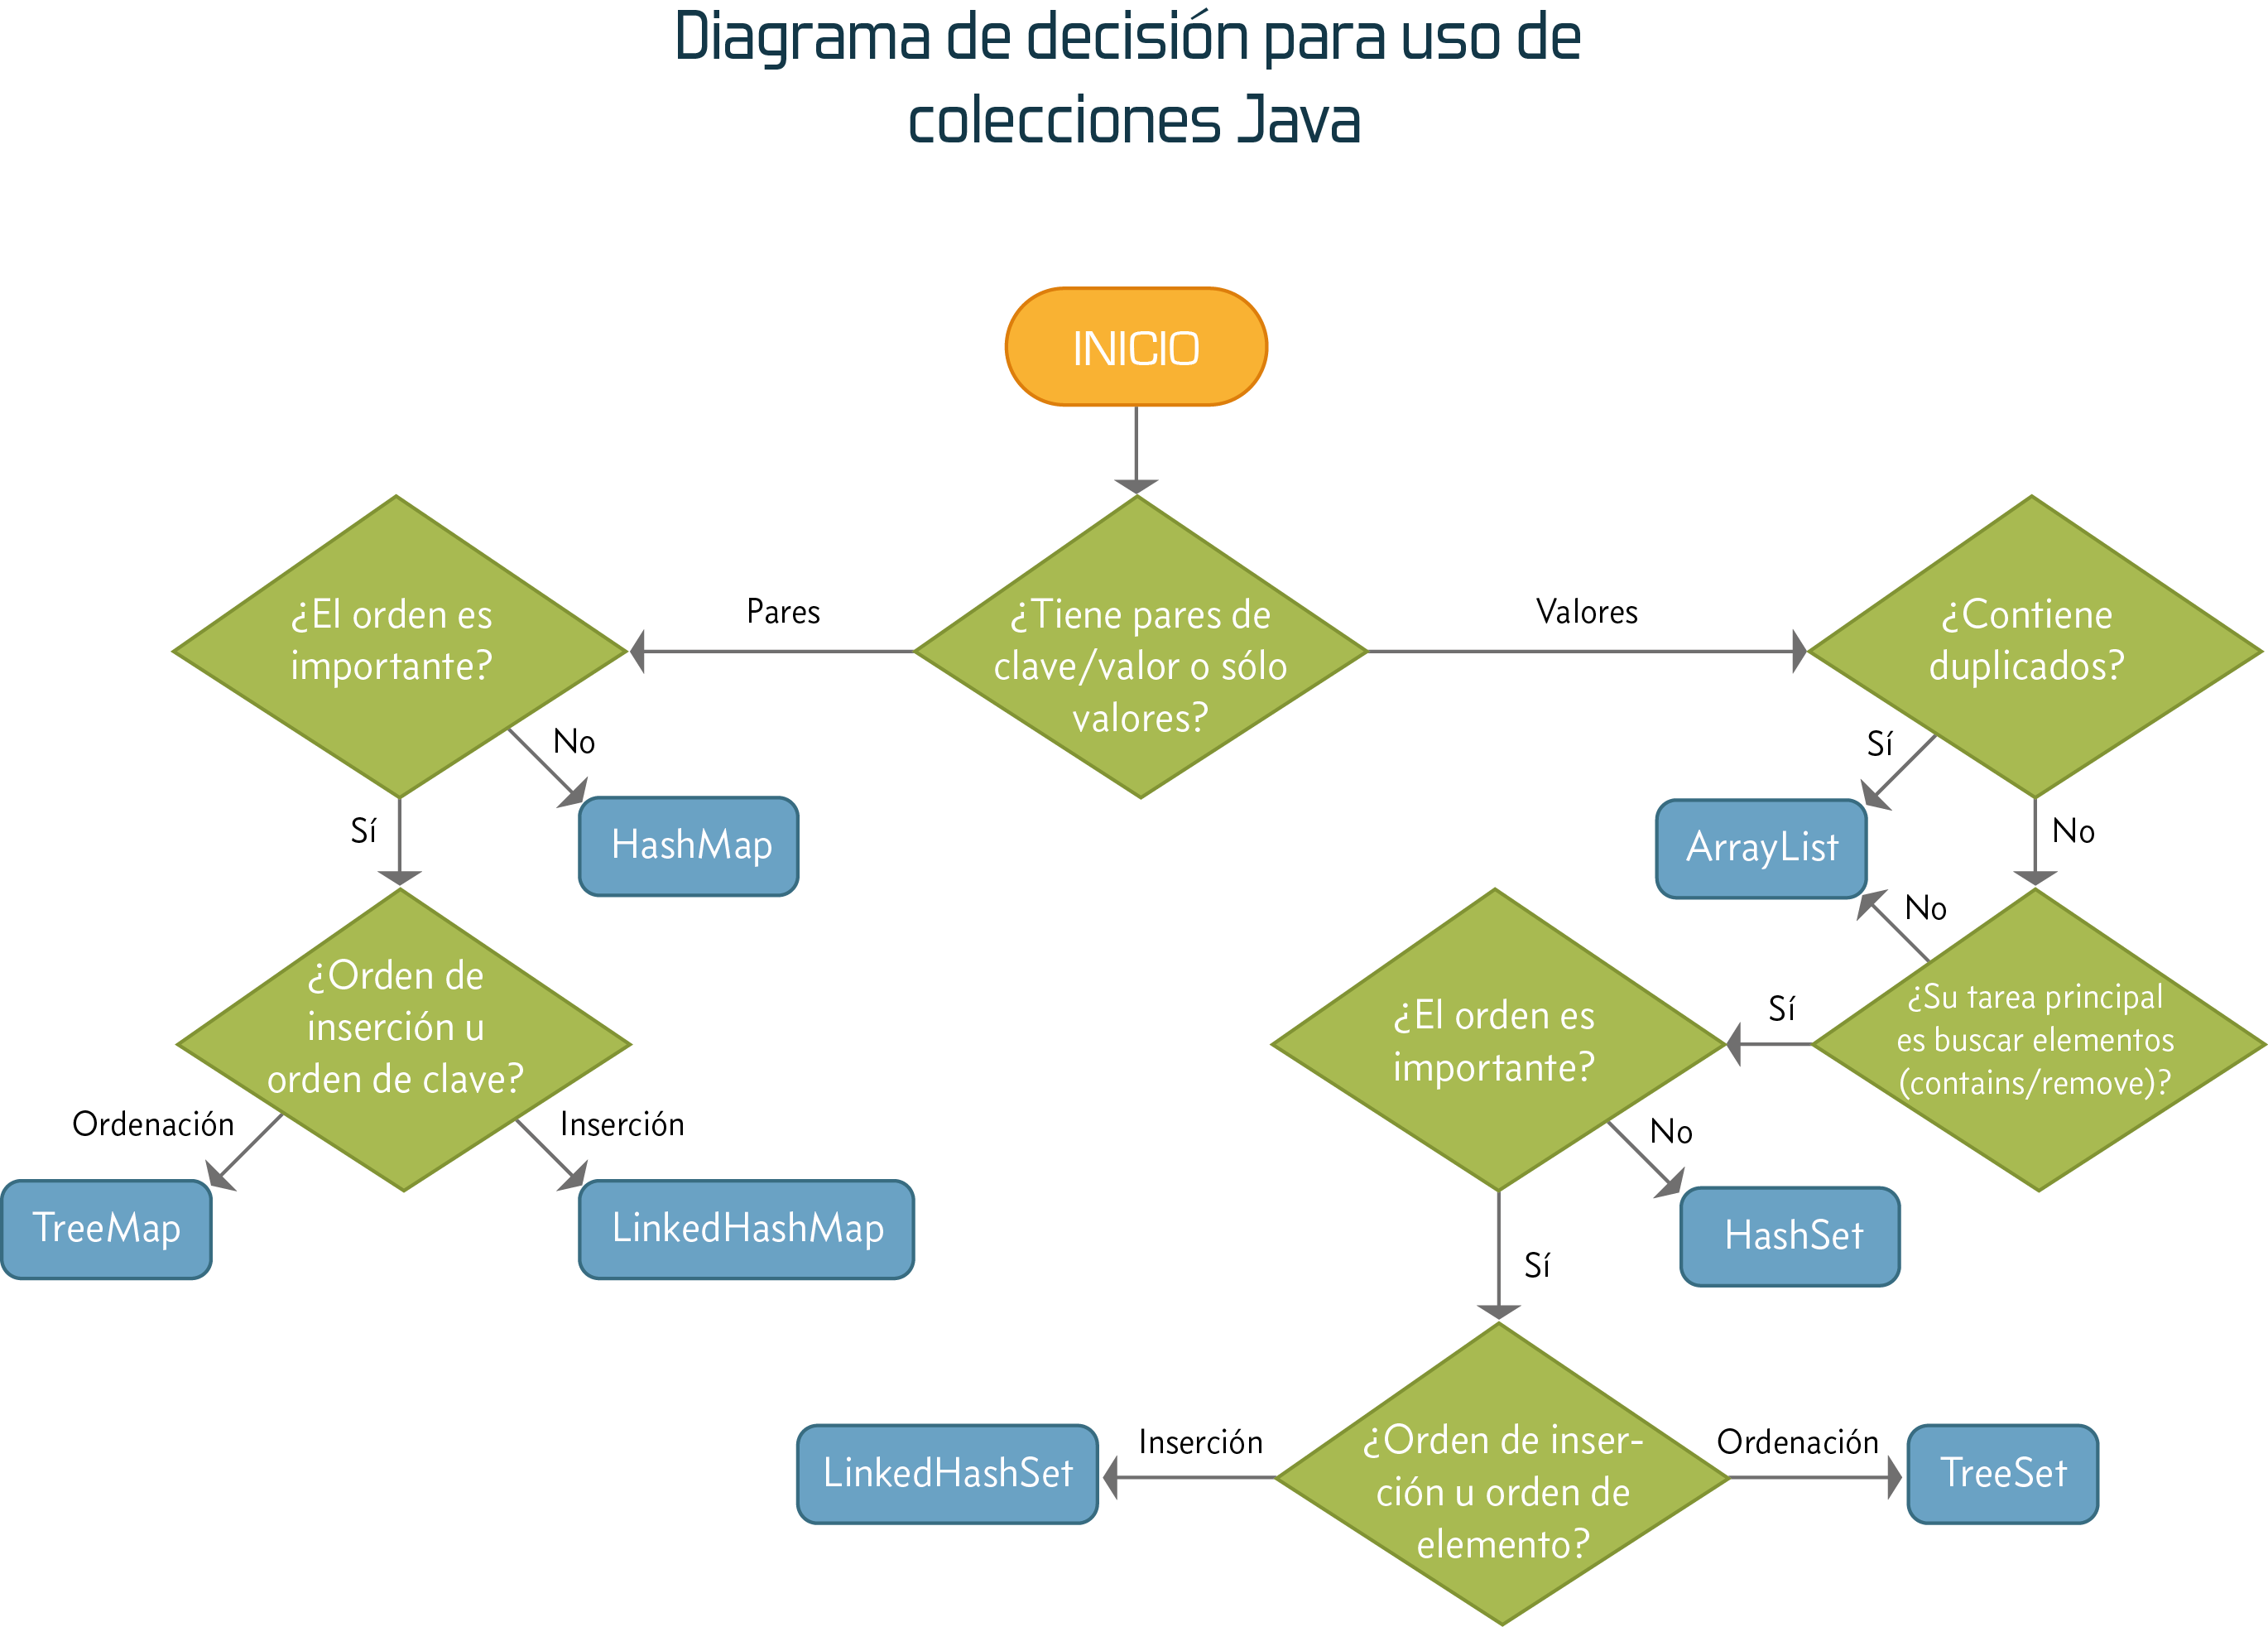 Diagrama de decisión para uso de
colecciones Java
INICIO
¿El orden es
importante?
Pares
¿Tiene pares de
clave/valor o sólo
valores?
Valores
¿Contiene
duplicados?
No
Sí
HashMap
Sí
ArrayList
No
No
¿Orden de
inserción u
orden de clave?
¿El orden es
importante?
Sí
¿Su tarea principal
es buscar elementos
(contains/remove)?
Ordenación
Inserción
No
TreeMap
LinkedHashMap
HashSet
Sí
LinkedHashSet
Inserción
¿Orden de inser-
ción u orden de
elemento?
Ordenación
TreeSet